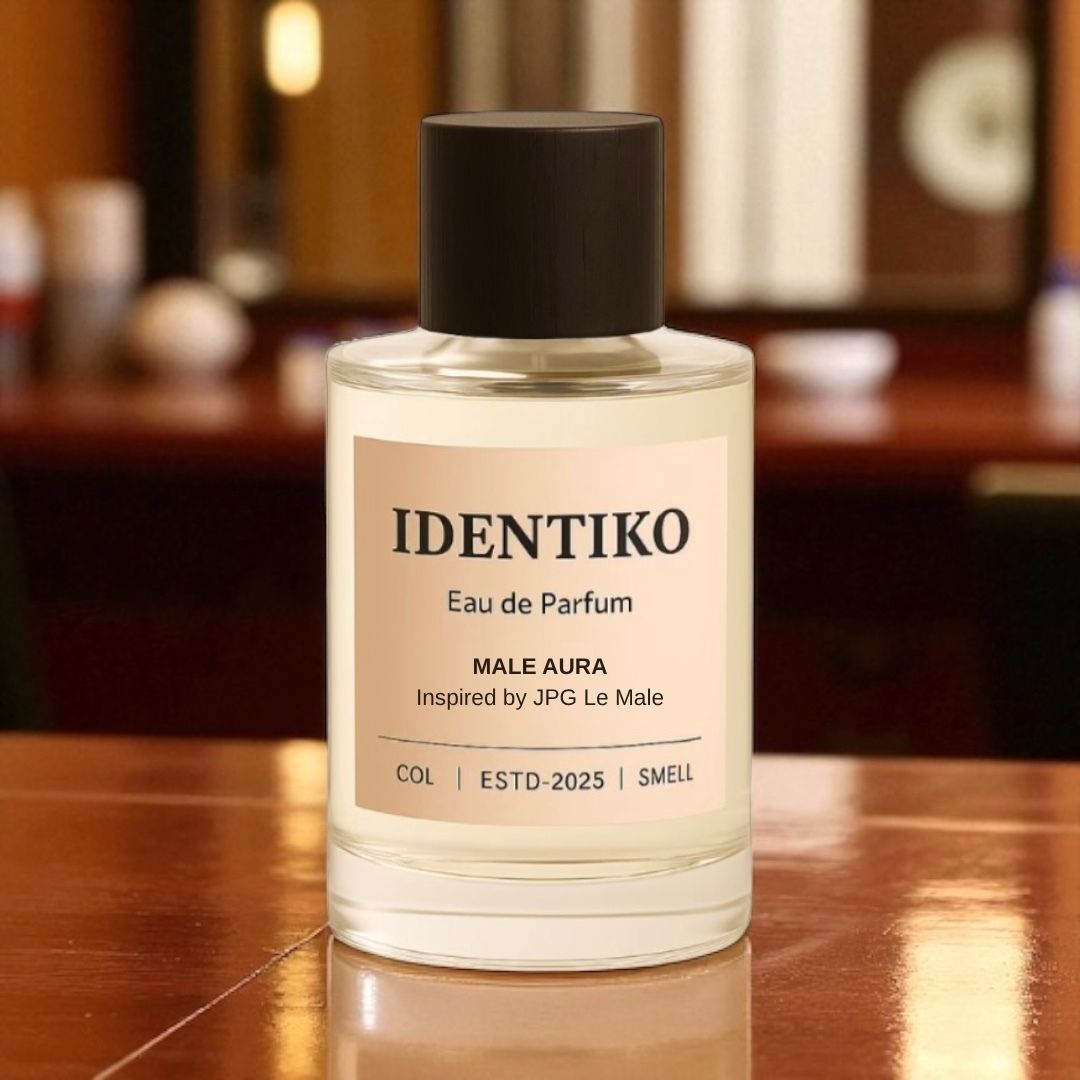 IDENTIKO
Eau de Parfum
MALE AURA
Inspired by JPG Le Male
COL | ESTD-2025 | SMELL